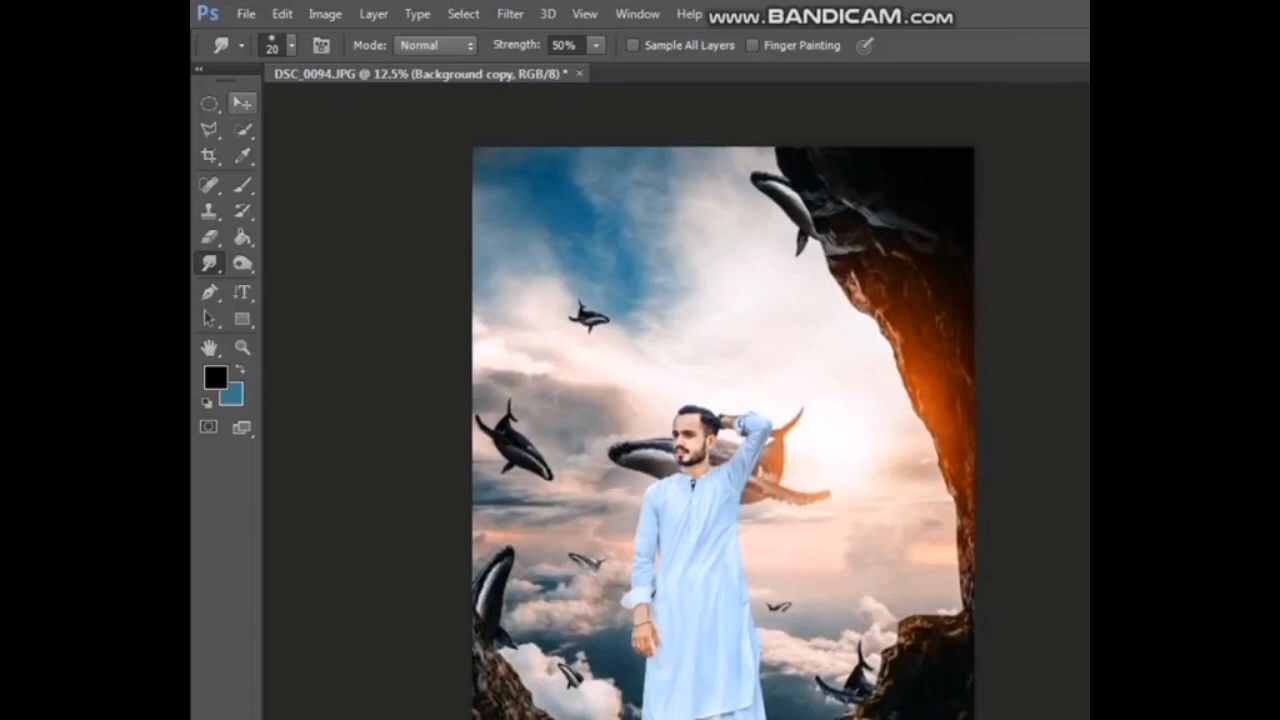 Ps File Edit Image Layer Type Select Filter 3D View Window Help www.BANDICAM.com
20 Mode: Normal Strength: 50% Sample All Layers Finger Painting
DSC_0094.JPG @ 12.5% (Background copy, RGB/8) * ×